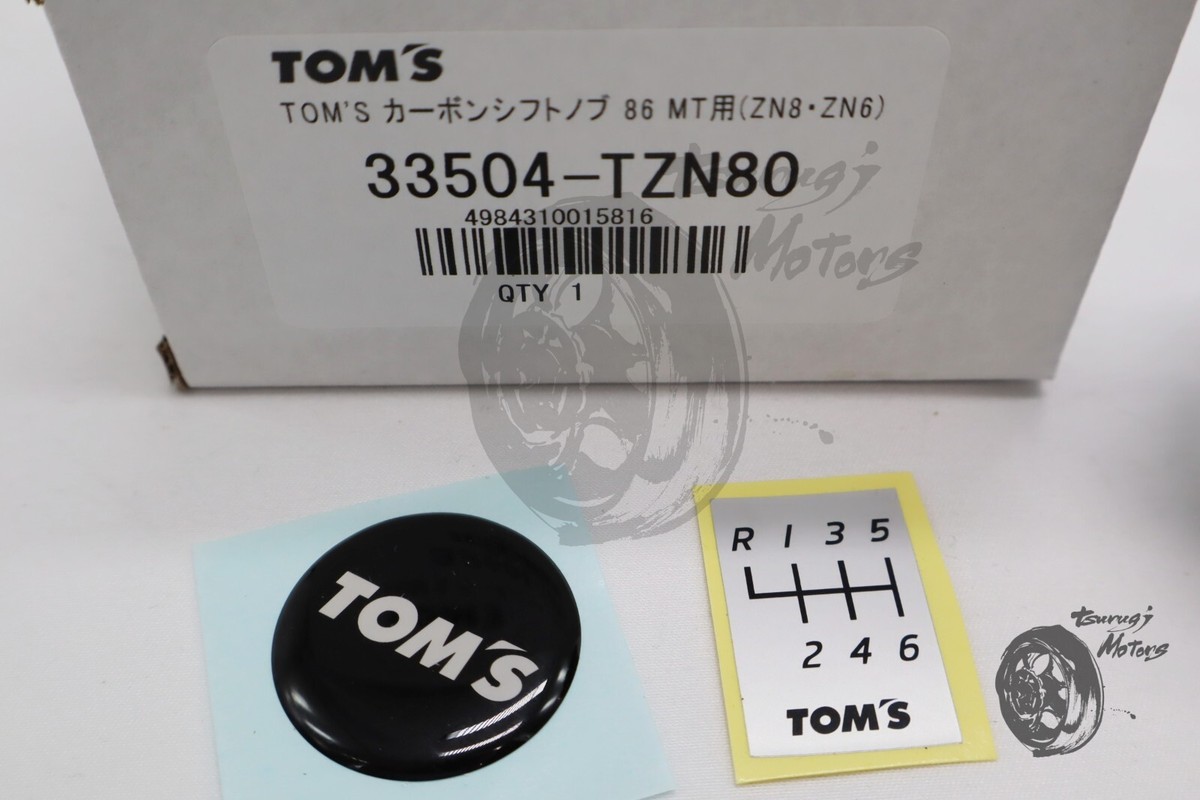 TOM'S
TOM'S カーボンシフトノブ 86 MT用(ZN8・ZN6)
33504-TZN80
4984310015816
QTY 1
tsurugi
Motors
TOM'S
R 1 3 5
2 4 6
TOM'S
tsurugi
Motors